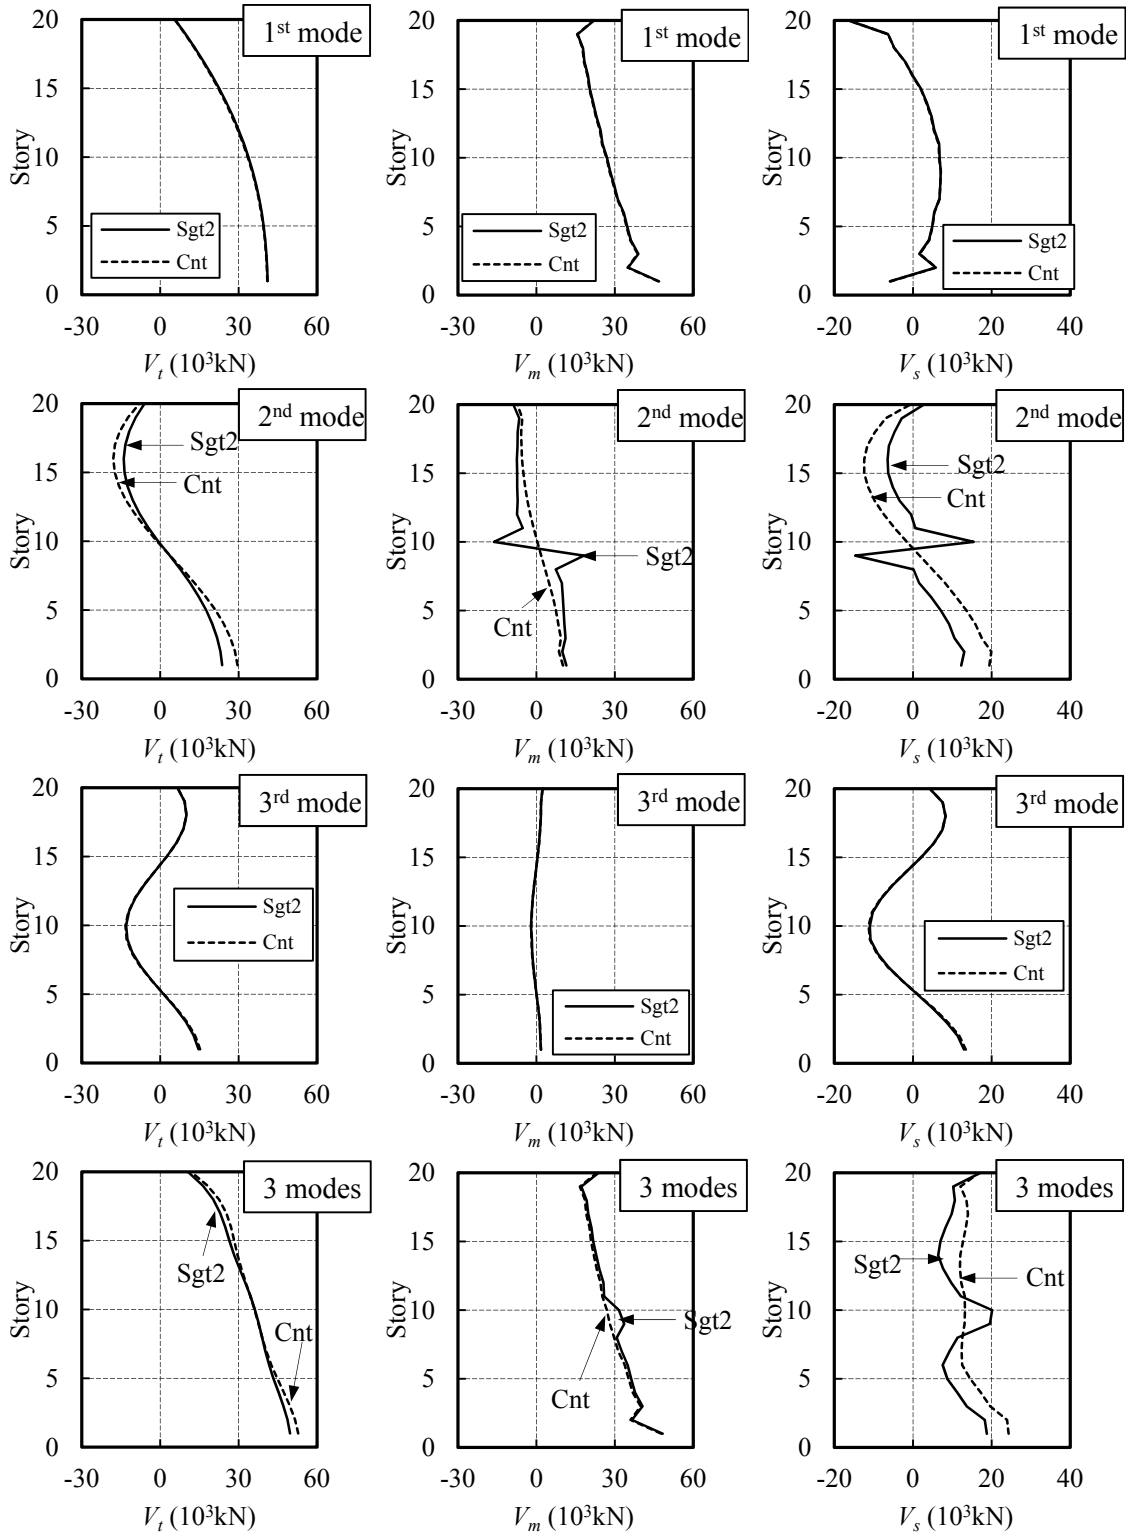 20
15
10
5
0
Story
1st mode
Sgt2
Cnt
-30 0 30 60
Vt (10³kN)
20
15
10
5
0
Story
1st mode
Sgt2
Cnt
-30 0 30 60
Vm (10³kN)
20
15
10
5
0
Story
1st mode
Sgt2
Cnt
-20 0 20 40
Vs (10³kN)
20
15
10
5
0
Story
2nd mode
Sgt2
Cnt
-30 0 30 60
Vt (10³kN)
20
15
10
5
0
Story
2nd mode
Sgt2
Cnt
-30 0 30 60
Vm (10³kN)
20
15
10
5
0
Story
2nd mode
Sgt2
Cnt
-20 0 20 40
Vs (10³kN)
20
15
10
5
0
Story
3rd mode
Sgt2
Cnt
-30 0 30 60
Vt (10³kN)
20
15
10
5
0
Story
3rd mode
Sgt2
Cnt
-30 0 30 60
Vm (10³kN)
20
15
10
5
0
Story
3rd mode
Sgt2
Cnt
-20 0 20 40
Vs (10³kN)
20
15
10
5
0
Story
3 modes
Sgt2
Cnt
-30 0 30 60
Vt (10³kN)
20
15
10
5
0
Story
3 modes
Sgt2
Cnt
-30 0 30 60
Vm (10³kN)
20
15
10
5
0
Story
3 modes
Sgt2
Cnt
-20 0 20 40
Vs (10³kN)